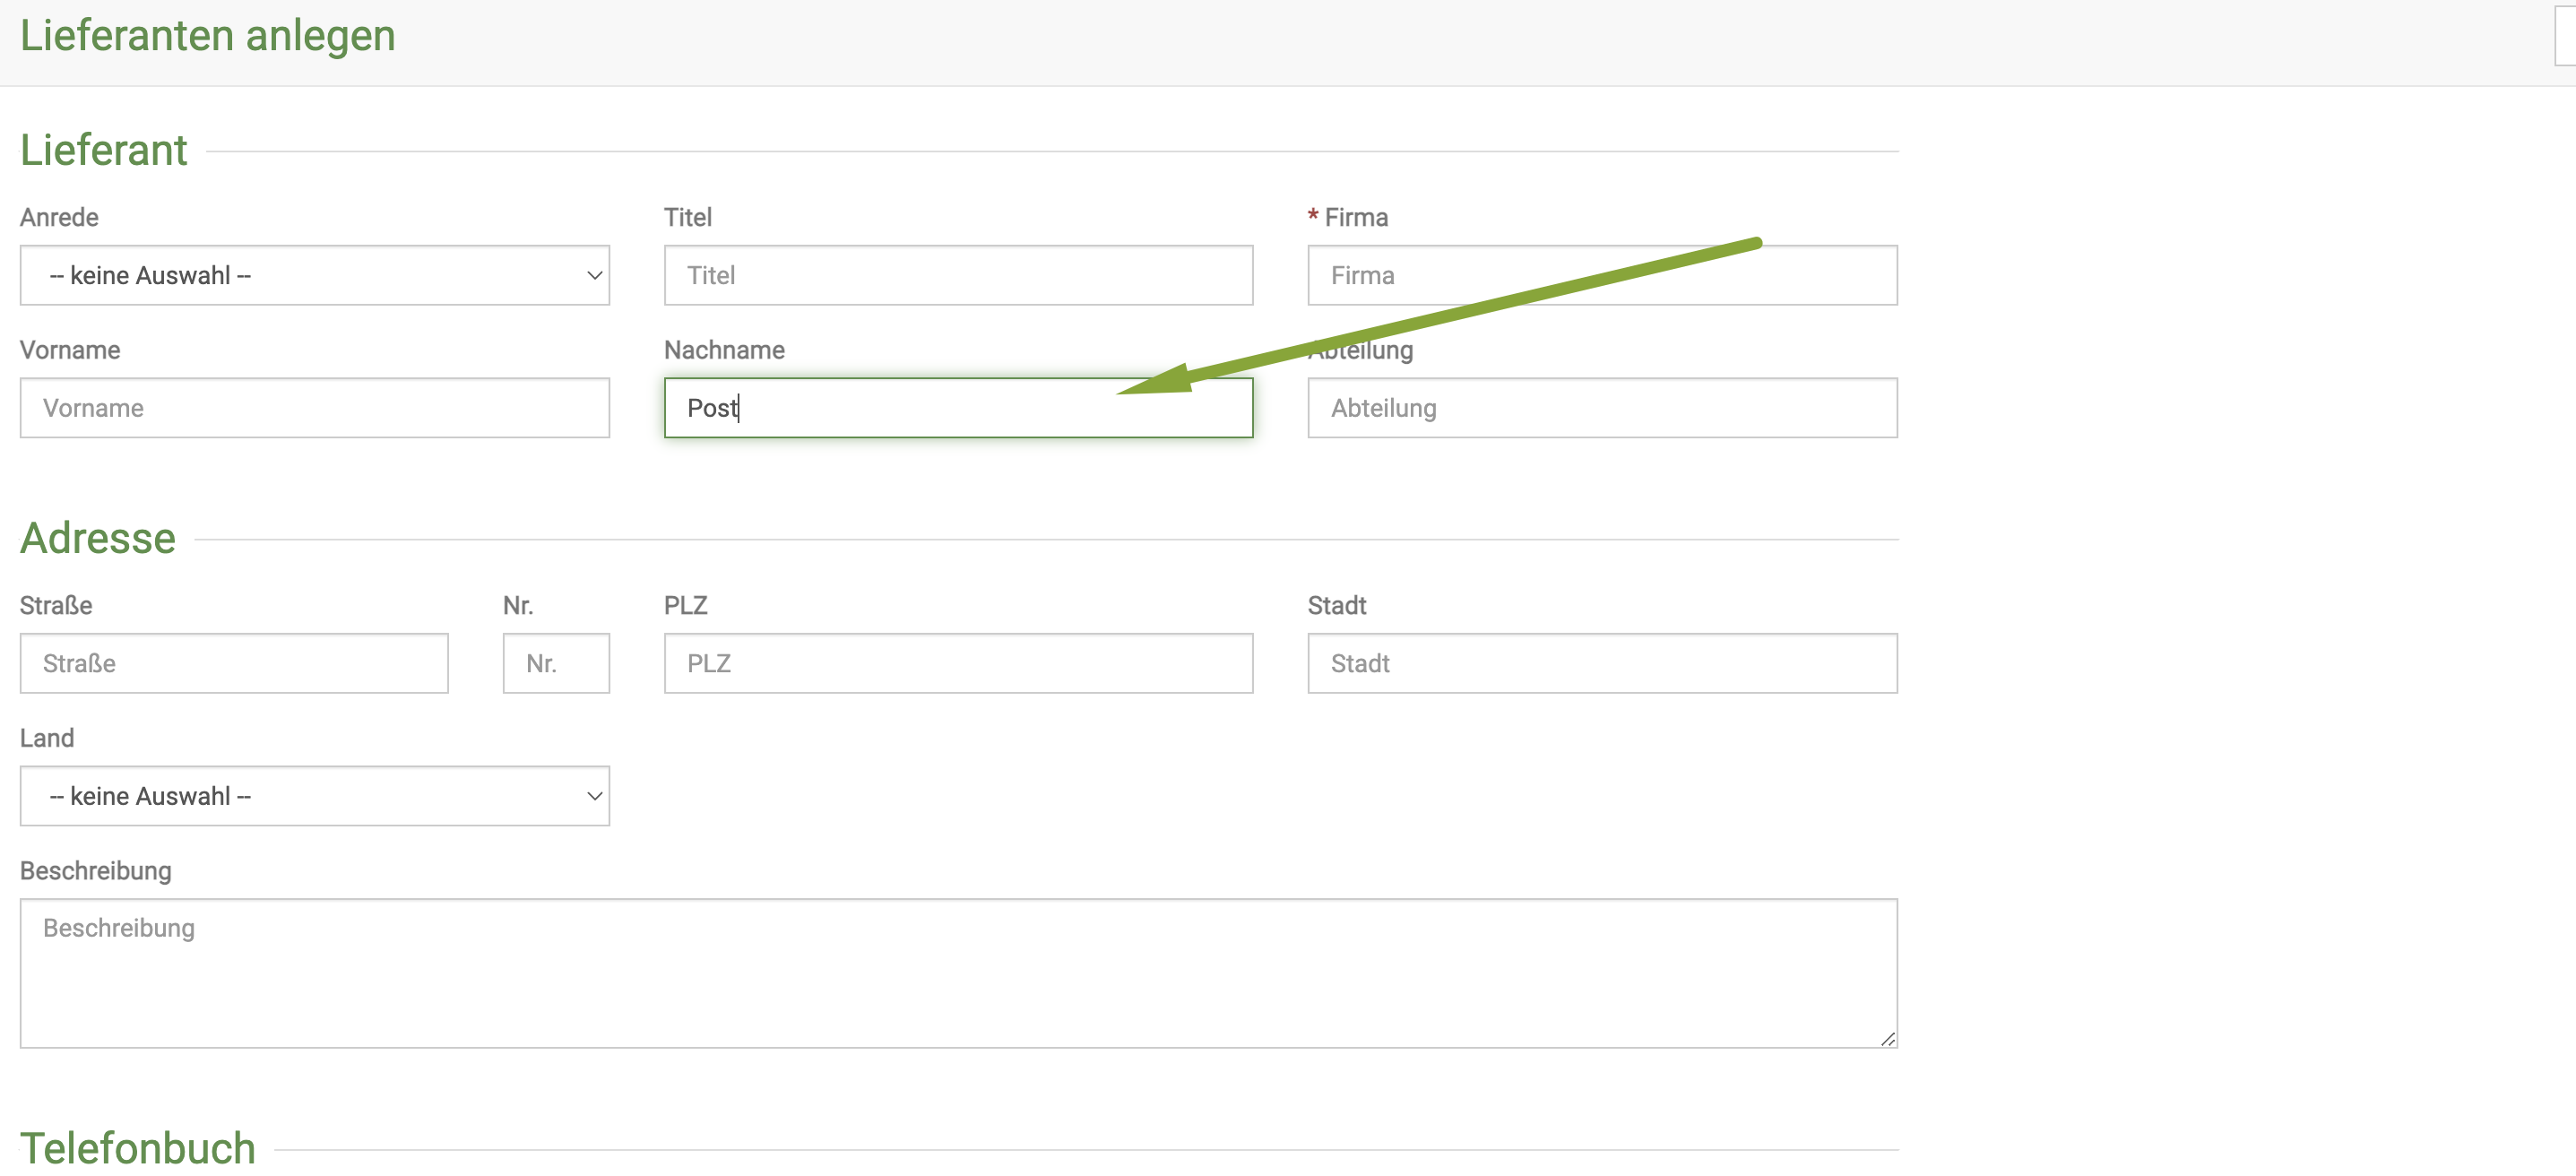 Lieferanten anlegen
Lieferant
Anrede Titel * Firma
-- keine Auswahl -- Titel Firma
Vorname Nachname Abteilung
Vorname Post Abteilung
Adresse
Straße Nr. PLZ Stadt
Straße Nr. PLZ Stadt
Land
-- keine Auswahl --
Beschreibung
Beschreibung
Telefonbuch